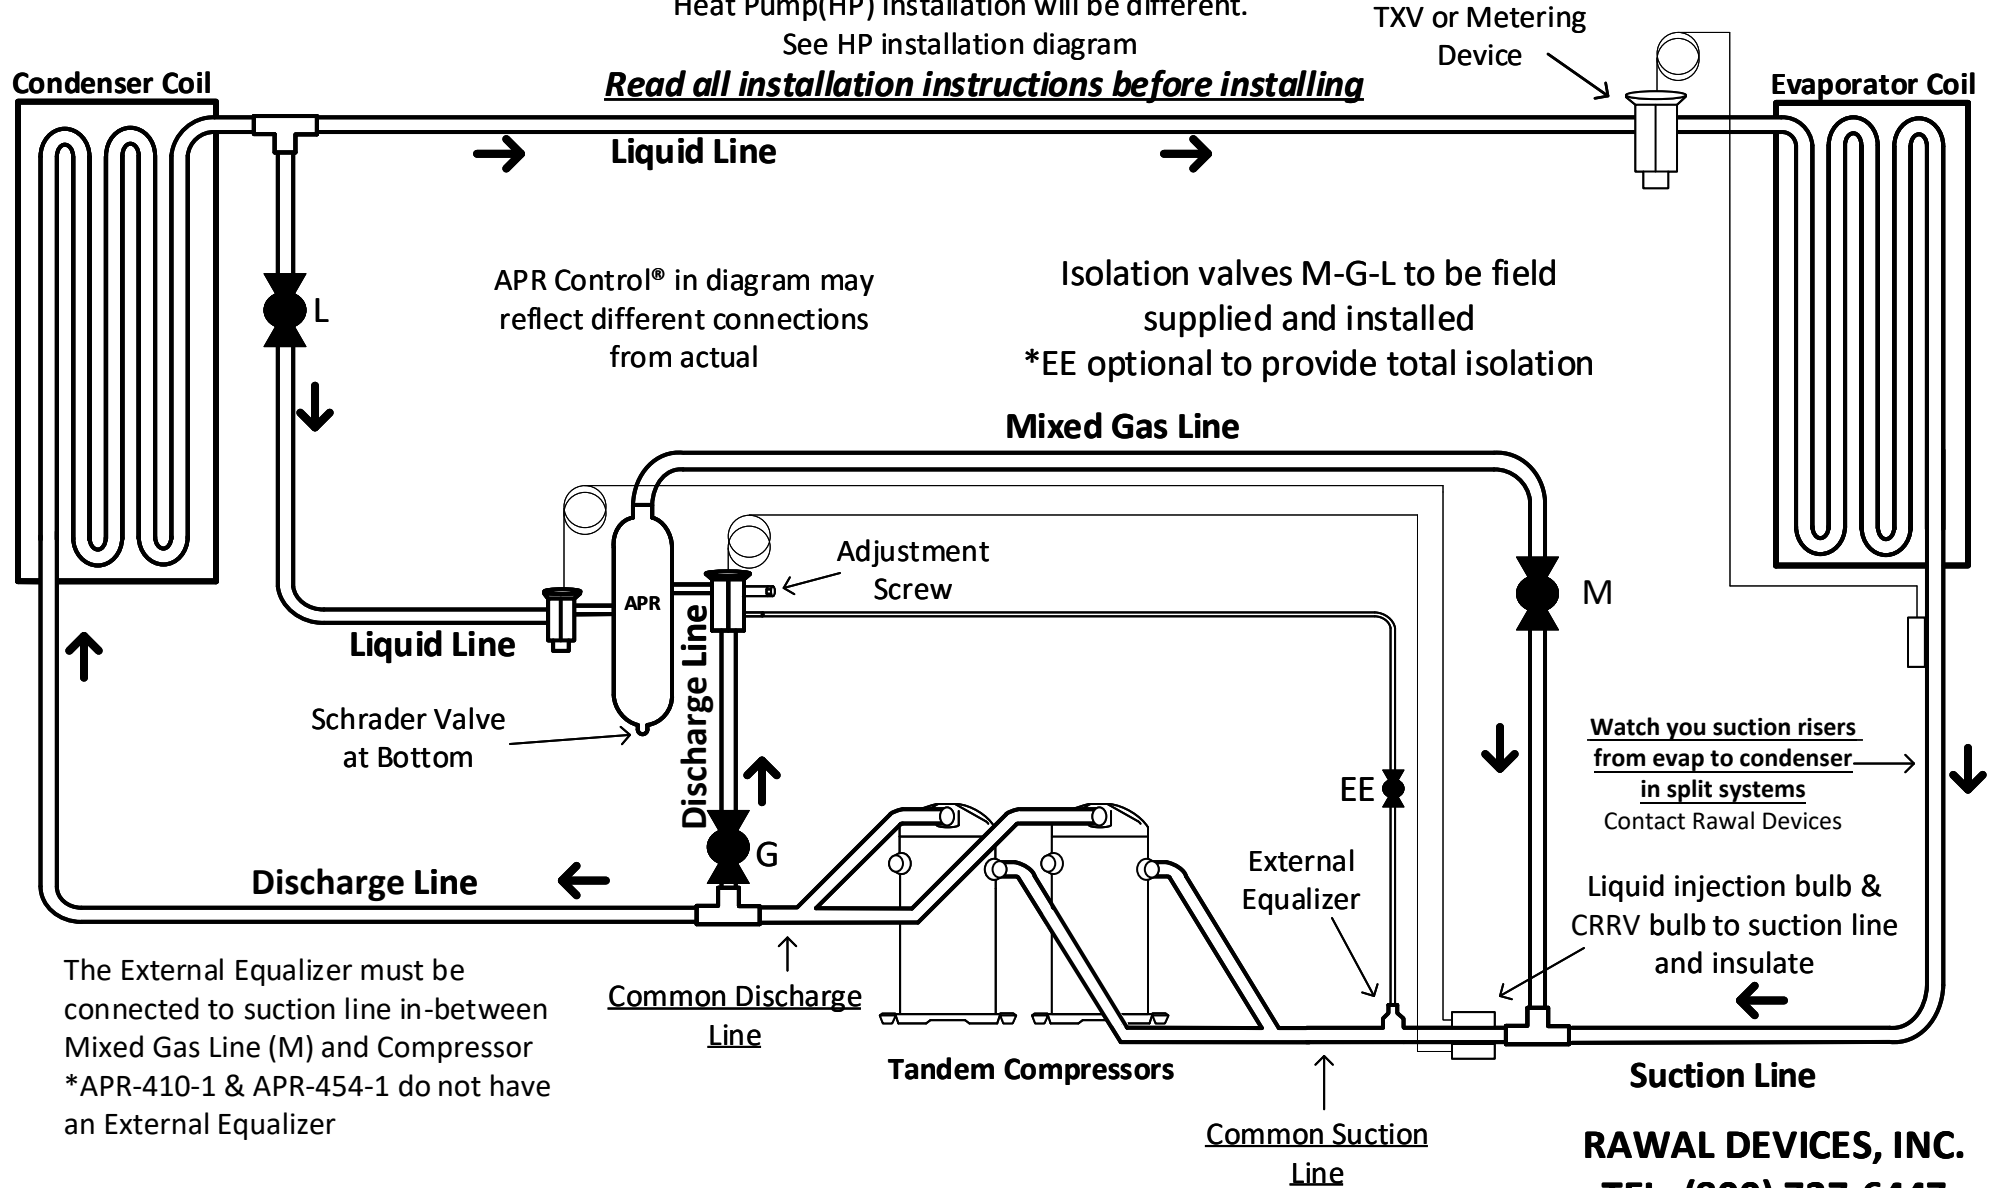 Heat Pump(HP) Installation will be different.
See HP installation diagram
Read all installation instructions before installing
TXV or Metering
Device
Condenser Coil
Evaporator Coil
Liquid Line
L
APR Control® in diagram may
reflect different connections
from actual
Isolation valves M-G-L to be field
supplied and installed
*EE optional to provide total isolation
Mixed Gas Line
Adjustment
Screw
APR
M
Liquid Line
Discharge Line
Schrader Valve
at Bottom
Watch you suction risers
from evap to condenser
in split systems
Contact Rawal Devices
EE
G
Discharge Line
External
Equalizer
Liquid injection bulb &
CRRV bulb to suction line
and insulate
The External Equalizer must be
connected to suction line in-between
Mixed Gas Line (M) and Compressor
*APR-410-1 & APR-454-1 do not have
an External Equalizer
Common Discharge
Line
Tandem Compressors
Suction Line
Common Suction
Line
RAWAL DEVICES, INC.
TEL. (800) 727-6447